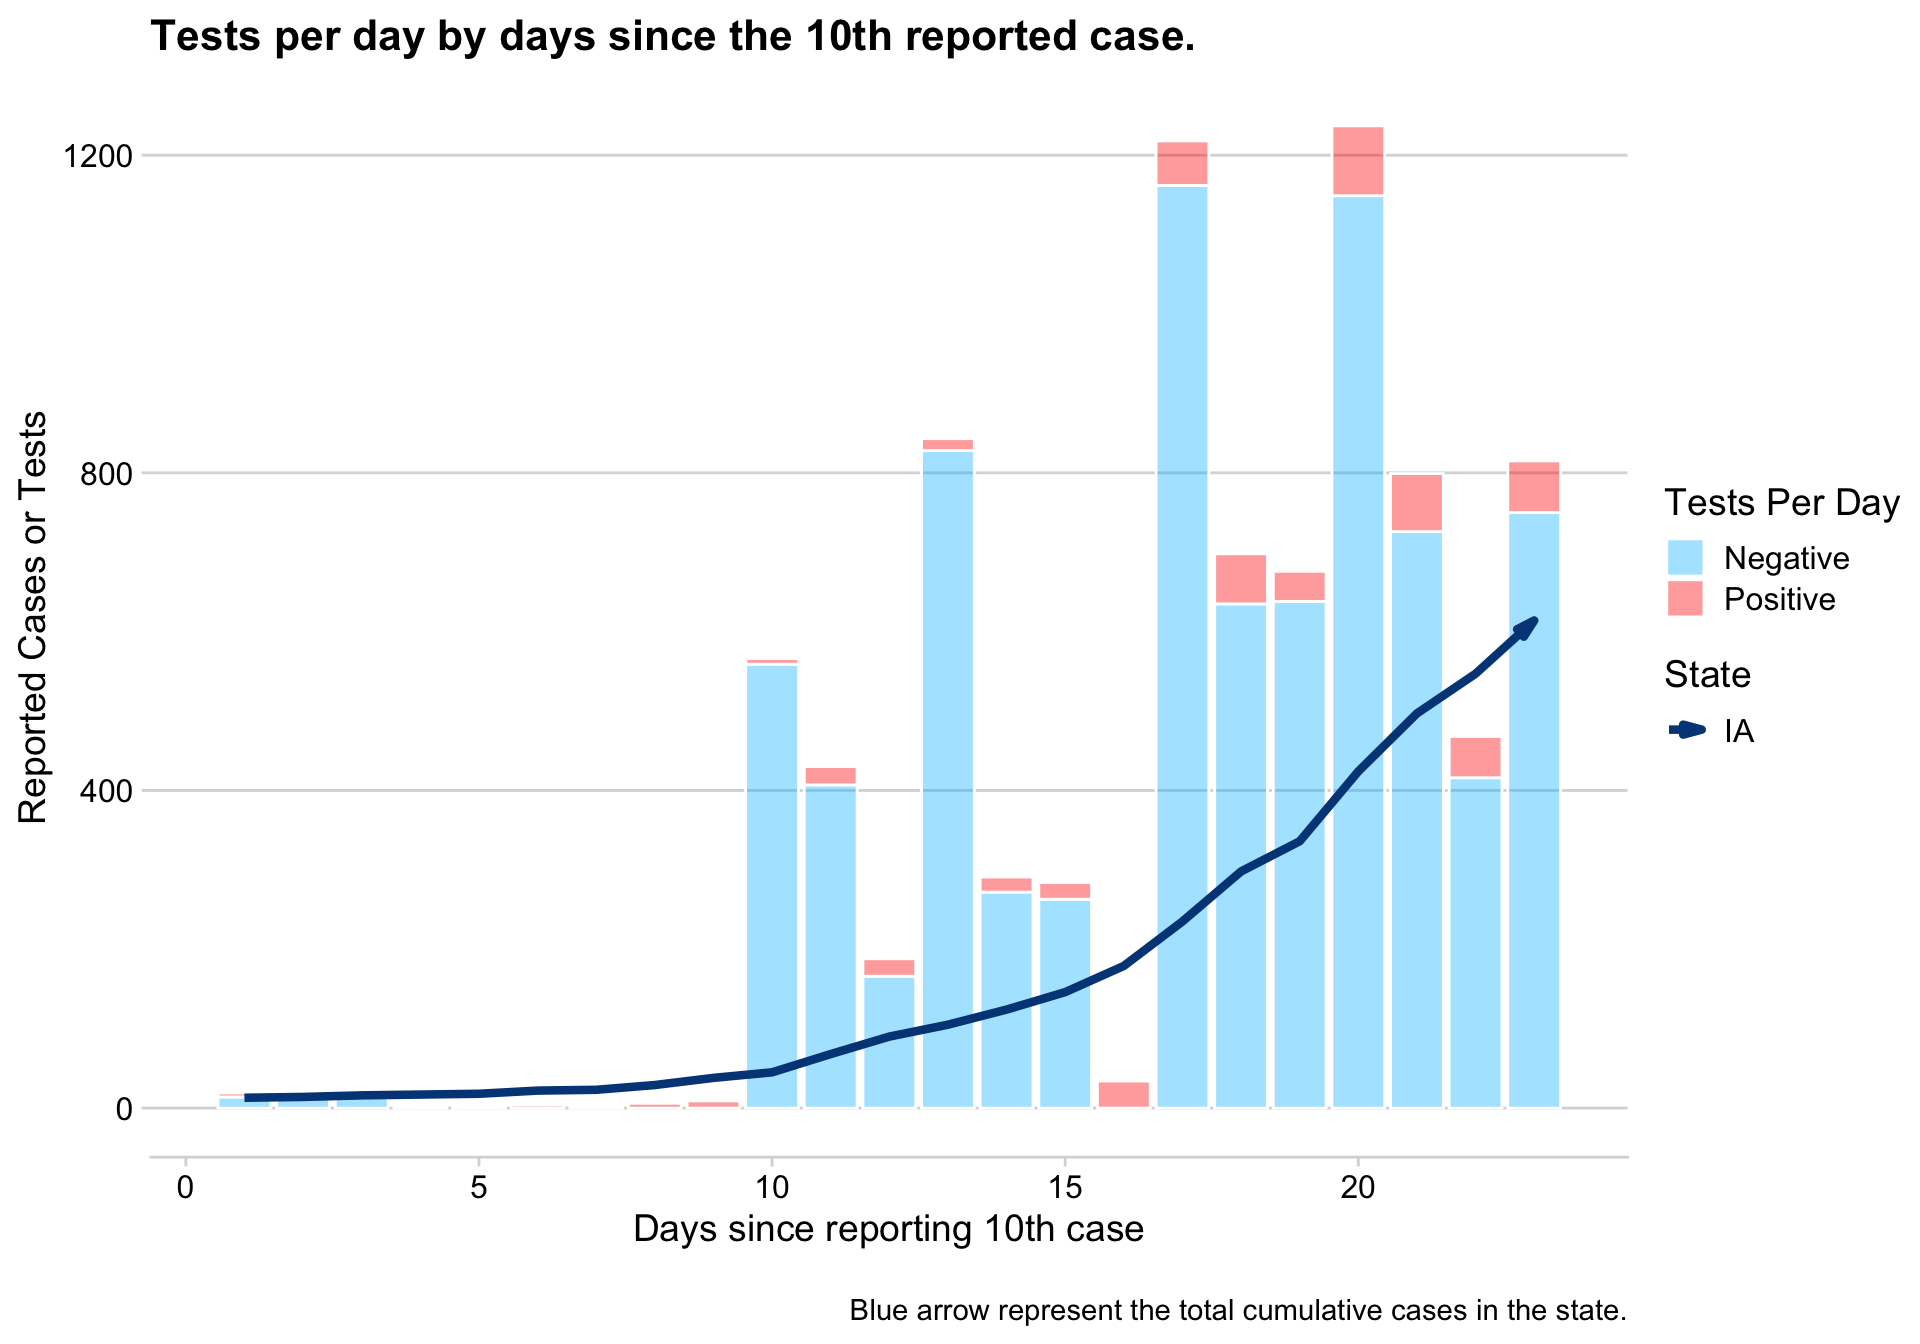 Tests per day by days since the 10th reported case.
Reported Cases or Tests
1200
800
400
0
0 5 10 15 20
Days since reporting 10th case
Tests Per Day
Negative
Positive
State
IA
Blue arrow represent the total cumulative cases in the state.